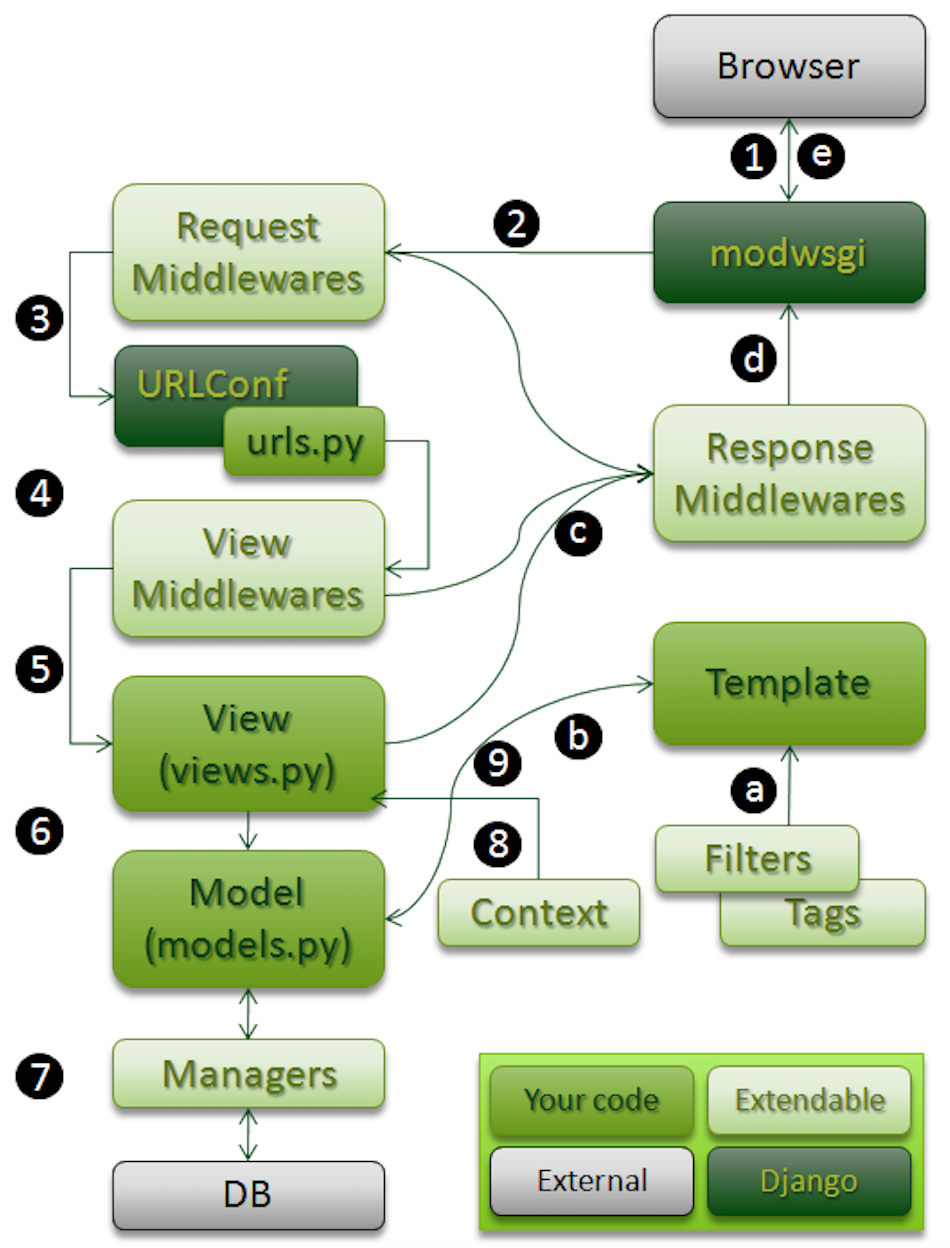 Browser
1
e
2
Request
Middlewares
modwsgi
3
d
URLConf
urls.py
Response
Middlewares
4
c
View
Middlewares
5
Template
View
(views.py)
b
9
a
6
8
Filters
Model
(models.py)
Context
Tags
7
Managers
Your code
Extendable
External
Django
DB